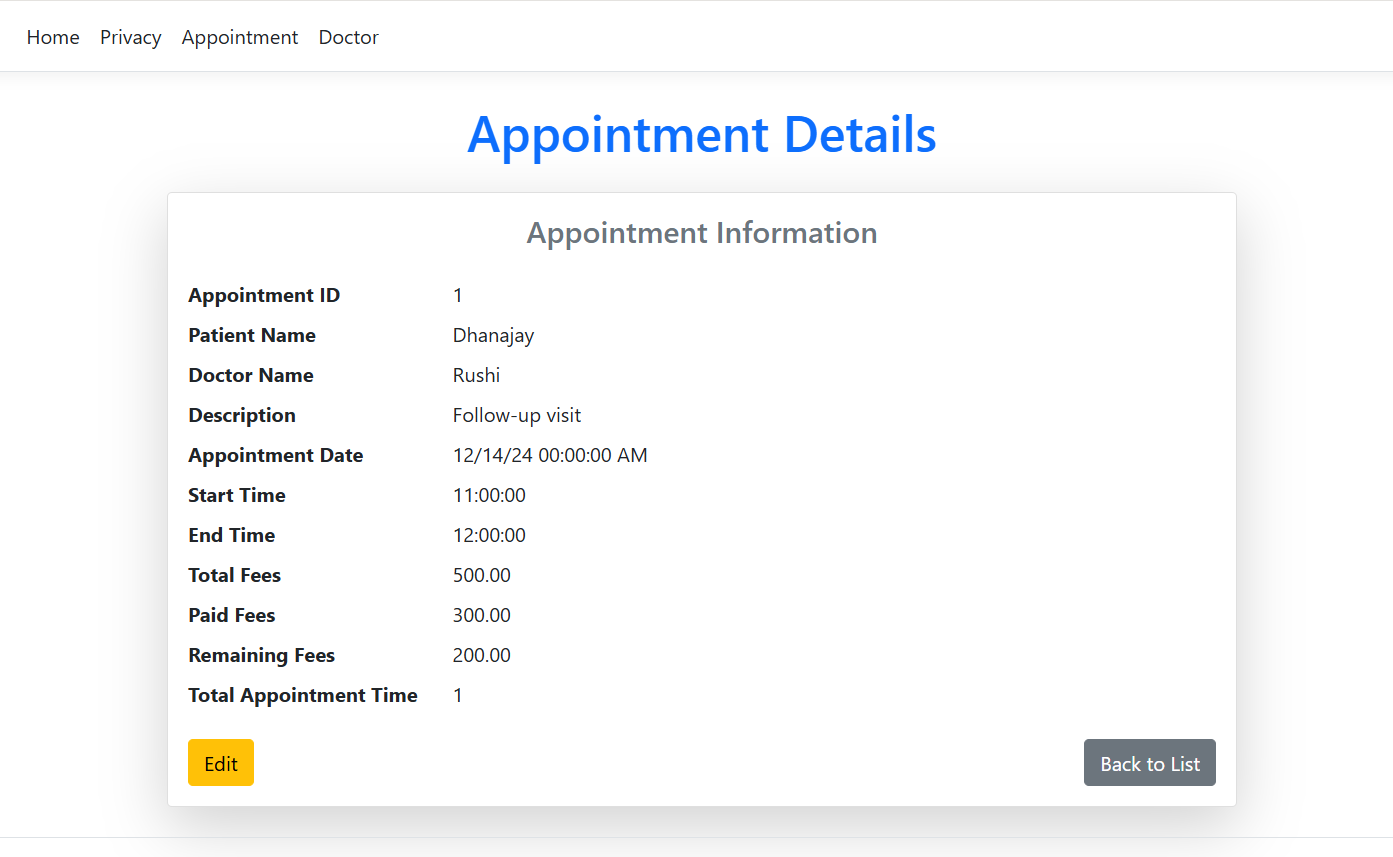 Home Privacy Appointment Doctor
Appointment Details
Appointment Information
Appointment ID 1
Patient Name Dhanajay
Doctor Name Rushi
Description Follow-up visit
Appointment Date 12/14/24 00:00:00 AM
Start Time 11:00:00
End Time 12:00:00
Total Fees 500.00
Paid Fees 300.00
Remaining Fees 200.00
Total Appointment Time 1
Edit Back to List